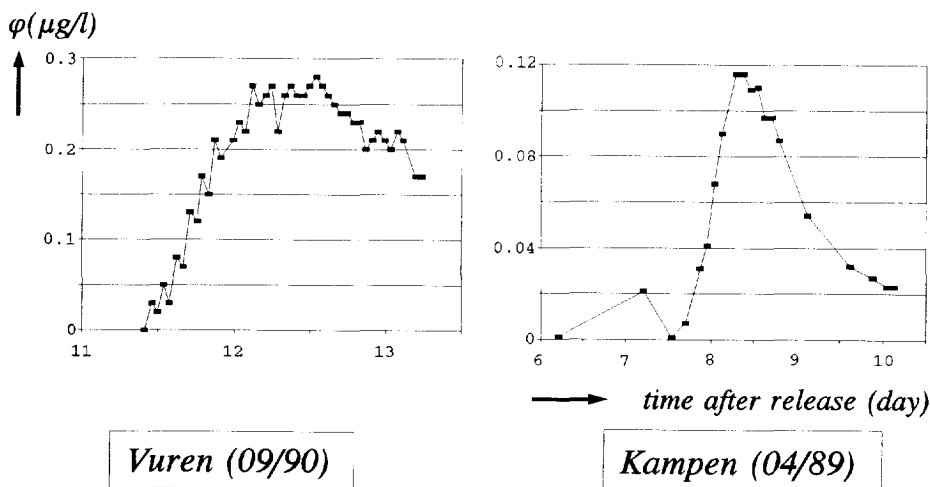 φ(μg/l)
0.3
0.2
0.1
0
11 12 13
0.12
0.08
0.04
0
6 7 8 9 10
time after release (day)
Vuren (09/90)
Kampen (04/89)